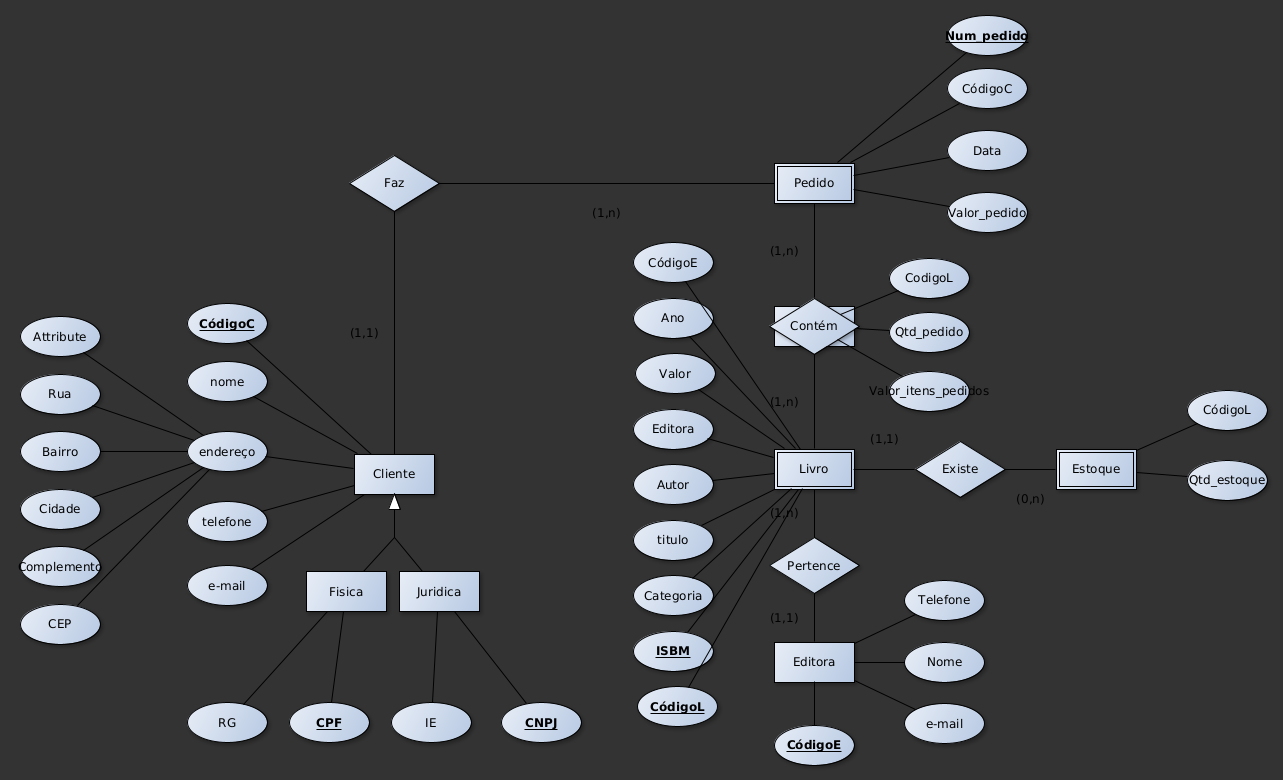 Num_pedido
CódigoC
Data
Valor_pedido
Faz
Pedido
(1,n)
(1,n)
CódigoE
CodigoL
Ano
Contém
Qtd_pedido
Valor_itens_pedidos
(1,1)
Attribute
CódigoC
Rua
nome
Valor
(1,n)
Bairro
endereço
Editora
(1,1)
CódigoL
Cidade
Cliente
Autor
Livro
Existe
Estoque
Qtd_estoque
(0,n)
Complemento
telefone
titulo
(1,n)
CEP
e-mail
Fisica
Juridica
Categoria
Pertence
Telefone
ISBM
(1,1)
Editora
Nome
RG
CPF
IE
CNPJ
CódigoL
e-mail
CódigoE